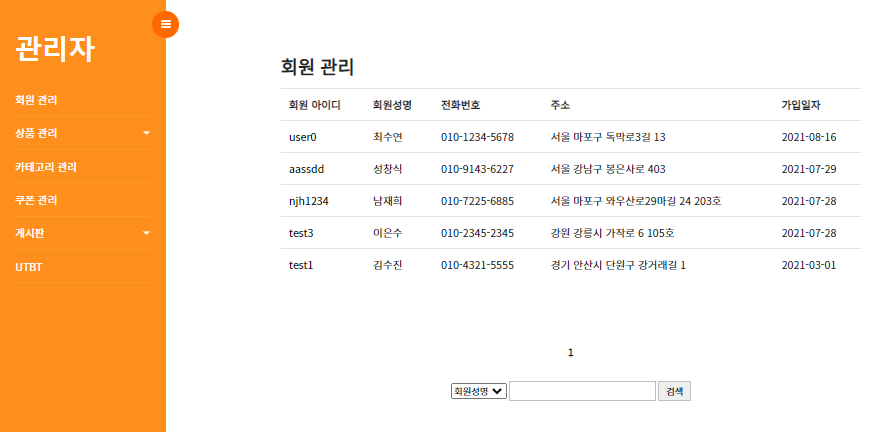 관리자
회원 관리
상품 관리
카테고리 관리
쿠폰 관리
게시판
UTBT
회원 관리
회원 아이디 회원성명 전화번호 주소 가입일자
user0 최수연 010-1234-5678 서울 마포구 독막로3길 13 2021-08-16
aassdd 성창식 010-9143-6227 서울 강남구 봉은사로 403 2021-07-29
njh1234 남재희 010-7225-6885 서울 마포구 와우산로29마길 24 203호 2021-07-28
test3 이은수 010-2345-2345 강원 강릉시 가작로 6 105호 2021-07-28
test1 김수진 010-4321-5555 경기 안산시 단원구 강거래길 1 2021-03-01
1
회원성명 검색